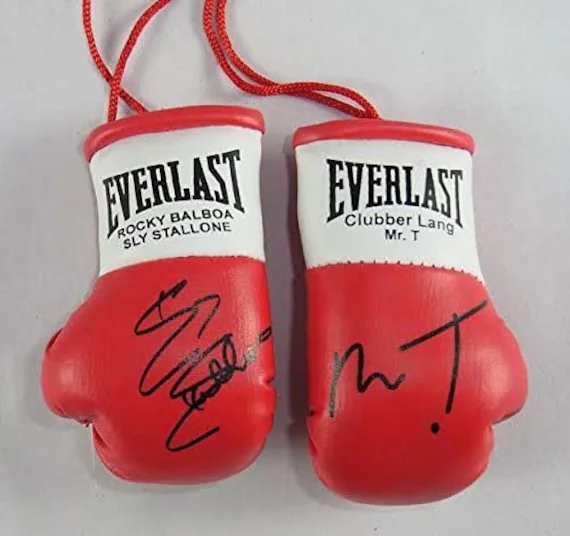 EVERLAST
ROCKY BALBOA
SLY STALLONE
EVERLAST
Clubber Lang
Mr. T
Mr. T